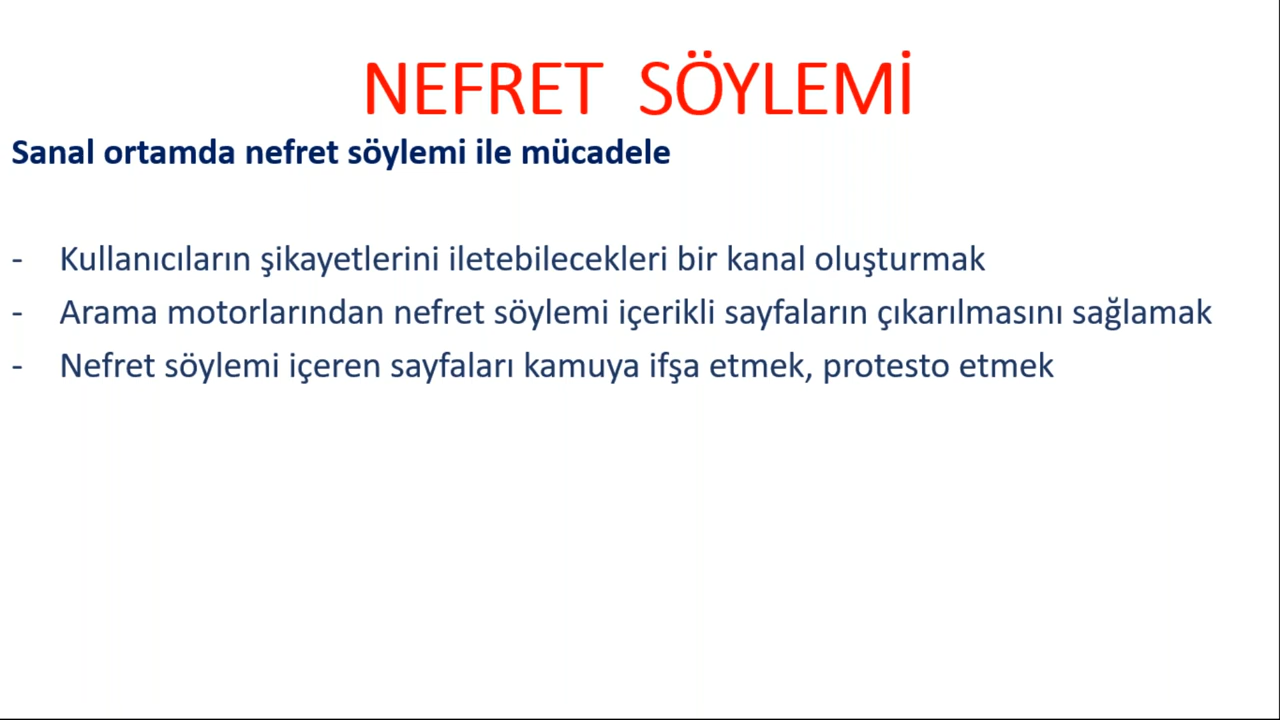 NEFRET SÖYLEMİ
Sanal ortamda nefret söylemi ile mücadele
- Kullanıcıların şikayetlerini iletebilecekleri bir kanal oluşturmak
- Arama motorlarından nefret söylemi içerikli sayfaların çıkarılmasını sağlamak
- Nefret söylemi içeren sayfaları kamuya ifşa etmek, protesto etmek